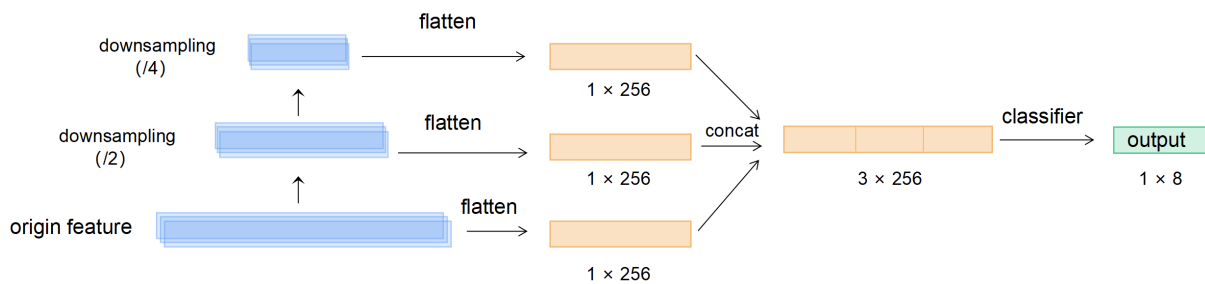 flatten
downsampling
(/4)
1 × 256
downsampling
(/2)
flatten
concat
classifier
output
1 × 256
3 × 256
1 × 8
origin feature
flatten
1 × 256